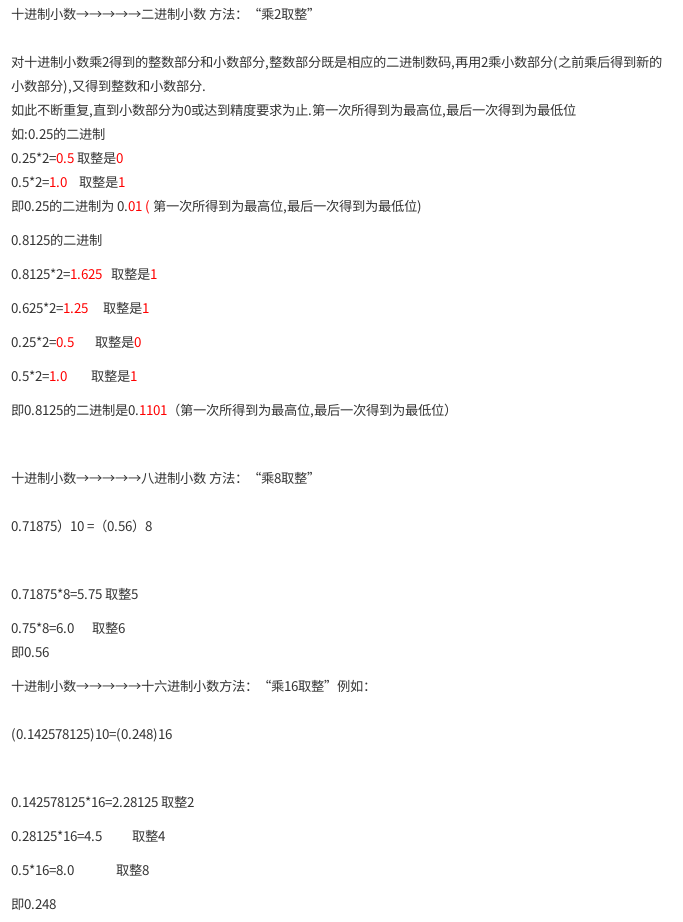 十进制小数→→→→→二进制小数 方法：“乘2取整”
对十进制小数乘2得到的整数部分和小数部分,整数部分既是相应的二进制数码,再用2乘小数部分(之前乘后得到新的
小数部分),又得到整数和小数部分.
如此不断重复,直到小数部分为0或达到精度要求为止.第一次所得到为最高位,最后一次得到为最低位
如:0.25的二进制
0.25*2=0.5 取整是0
0.5*2=1.0 取整是1
即0.25的二进制为 0.01 ( 第一次所得到为最高位,最后一次得到为最低位)
0.8125的二进制
0.8125*2=1.625 取整是1
0.625*2=1.25 取整是1
0.25*2=0.5 取整是0
0.5*2=1.0 取整是1
即0.8125的二进制是0.1101（第一次所得到为最高位,最后一次得到为最低位）
十进制小数→→→→→八进制小数 方法：“乘8取整”
0.71875）10 =（0.56）8
0.71875*8=5.75 取整5
0.75*8=6.0 取整6
即0.56
十进制小数→→→→→十六进制小数方法：“乘16取整”例如：
(0.142578125)10=(0.248)16
0.142578125*16=2.28125 取整2
0.28125*16=4.5 取整4
0.5*16=8.0 取整8
即0.248